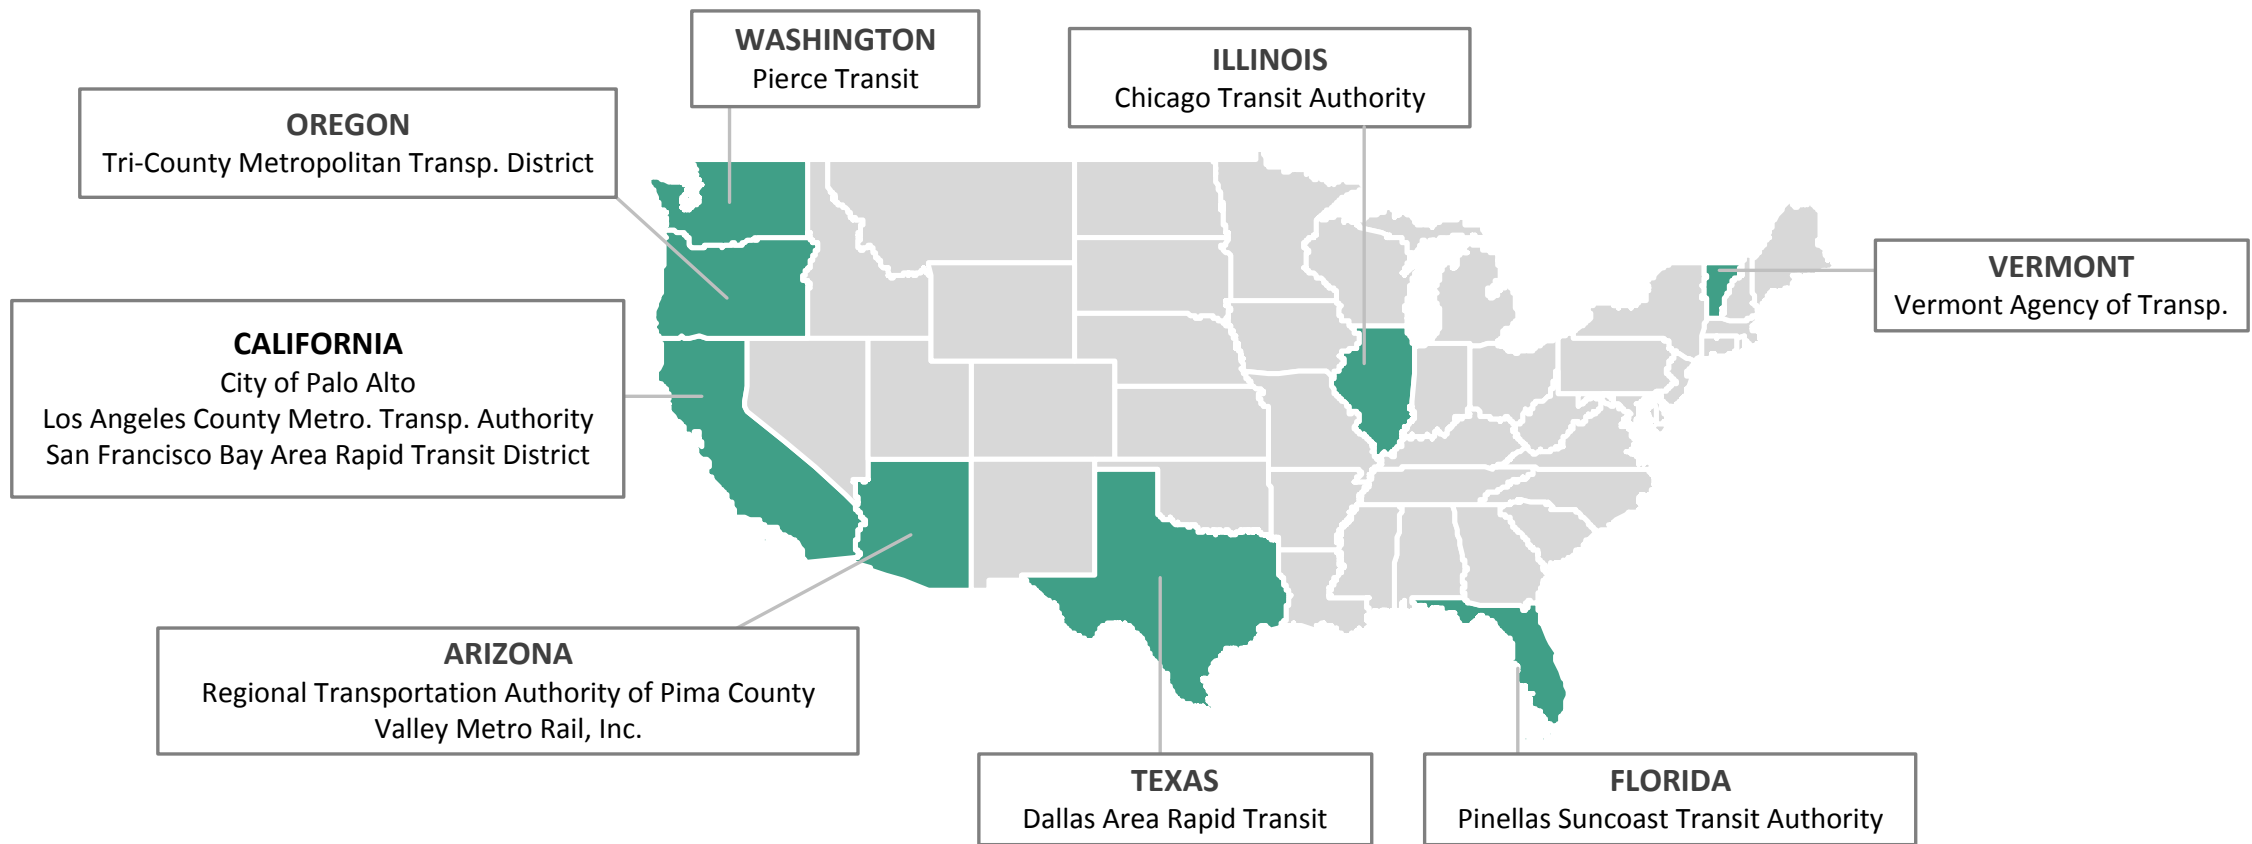 WASHINGTON
Pierce Transit
ILLINOIS
Chicago Transit Authority
OREGON
Tri-County Metropolitan Transp. District
VERMONT
Vermont Agency of Transp.
CALIFORNIA
City of Palo Alto
Los Angeles County Metro. Transp. Authority
San Francisco Bay Area Rapid Transit District
ARIZONA
Regional Transportation Authority of Pima County
Valley Metro Rail, Inc.
TEXAS
Dallas Area Rapid Transit
FLORIDA
Pinellas Suncoast Transit Authority